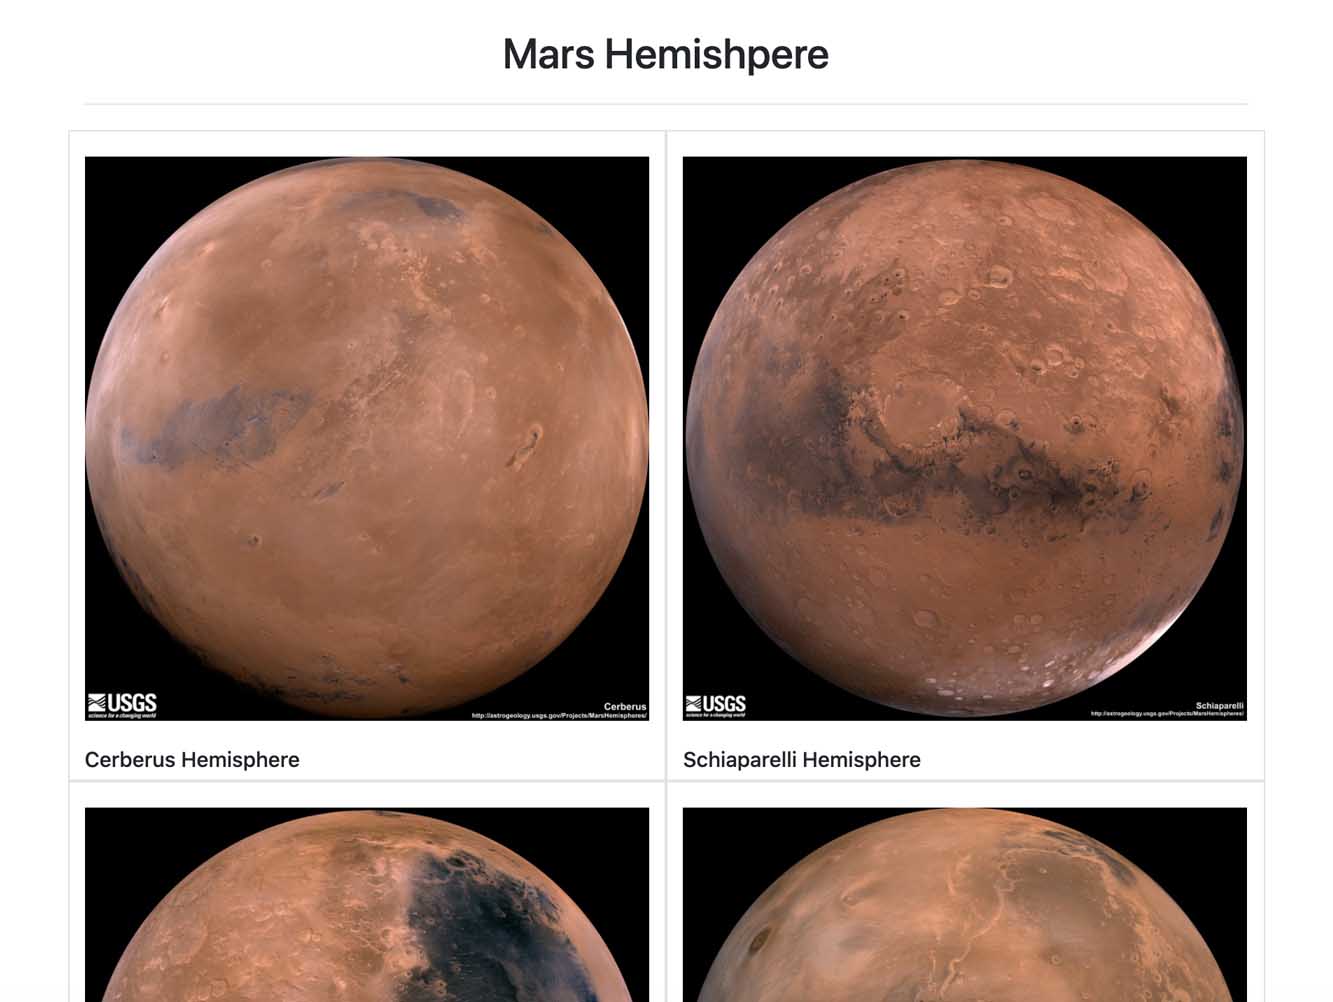 Mars Hemishpere
USGS
science for a changing world
Cerberus
http://astrogeology.usgs.gov/Projects/MarsHemispheres/
USGS
science for a changing world
Schiaparelli
http://astrogeology.usgs.gov/Projects/MarsHemispheres/
Cerberus Hemisphere
Schiaparelli Hemisphere